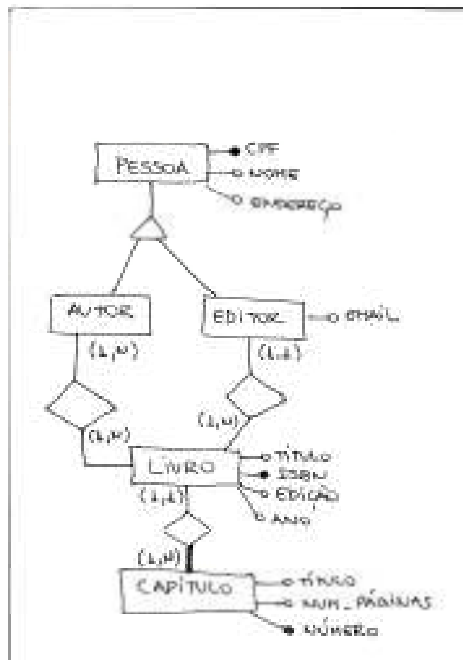 CPF
PESSOA
NOME
ENDEREÇO
AUTOR
EDITOR
EMAIL
(1,N)
(1,1)
(1,N)
(1,N)
TÍTULO
LIVRO
ISBN
EDIÇÃO
(1,1)
ANO
(1,N)
TÍTULO
CAPÍTULO
NUM_PÁGINAS
NÚMERO